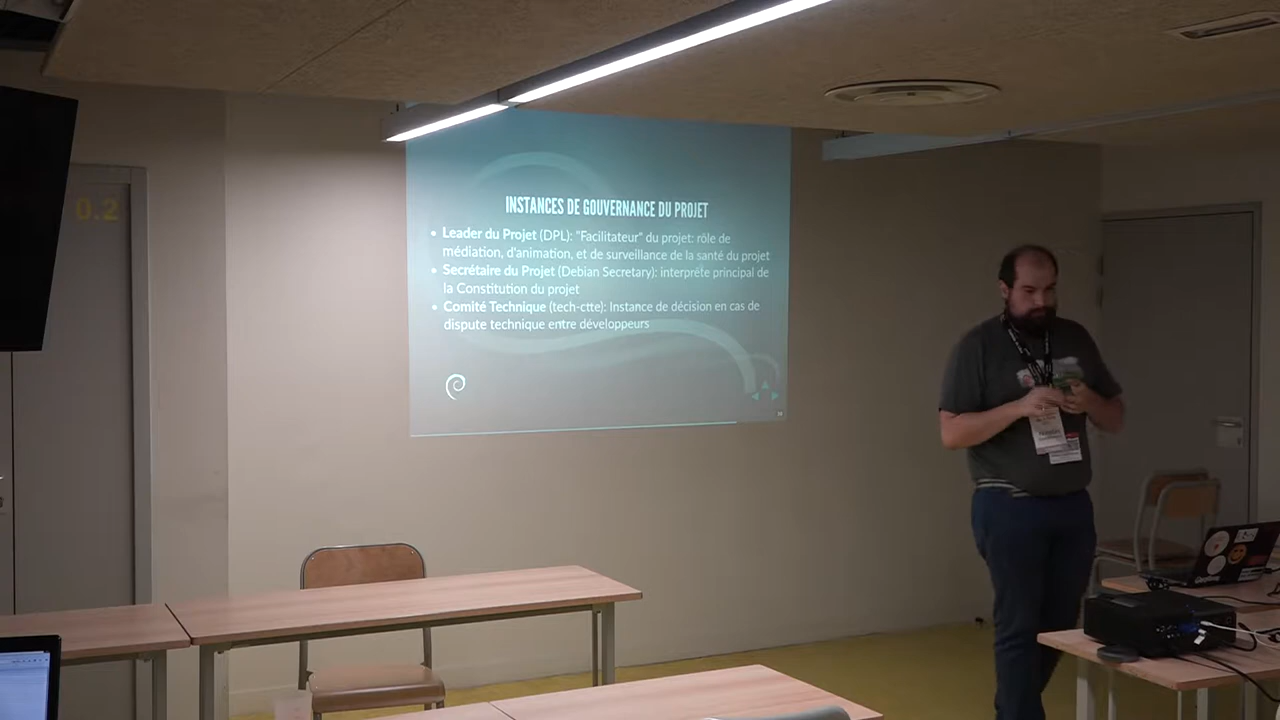 0.2
INSTANCES DE GOUVERNANCE DU PROJET
• Leader du Projet (DPL): "Facilitateur" du projet: rôle de
médiation, d'animation, et de surveillance de la santé du projet
• Secrétaire du Projet (Debian Secretary): interprète principal de
la Constitution du projet
• Comité Technique (tech-ctte): Instance de décision en cas de
dispute technique entre développeurs